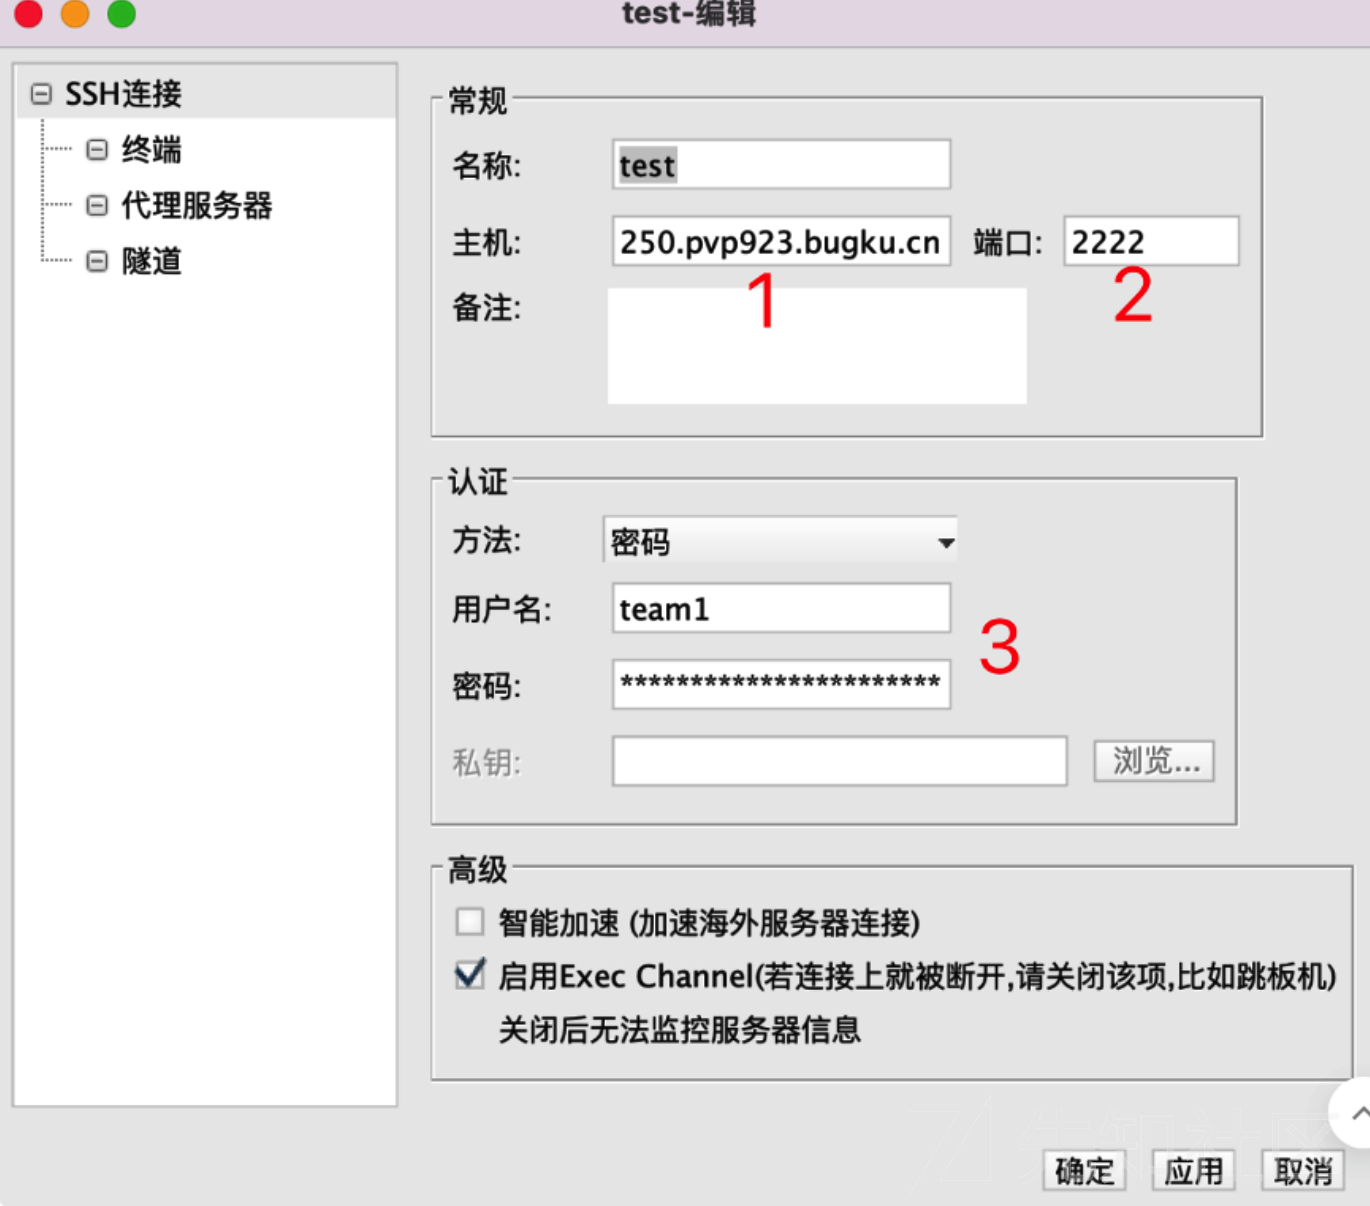 test-编辑
SSH连接
终端
代理服务器
隧道
常规
名称: test
主机: 250.pvp923.bugku.cn 端口: 2222
1 2
备注:
认证
方法: 密码
用户名: team1
3
密码: ***********************
私钥: 浏览...
高级
智能加速 (加速海外服务器连接)
启用Exec Channel(若连接上就被断开,请关闭该项,比如跳板机)
关闭后无法监控服务器信息
先知社区
确定 应用 取消